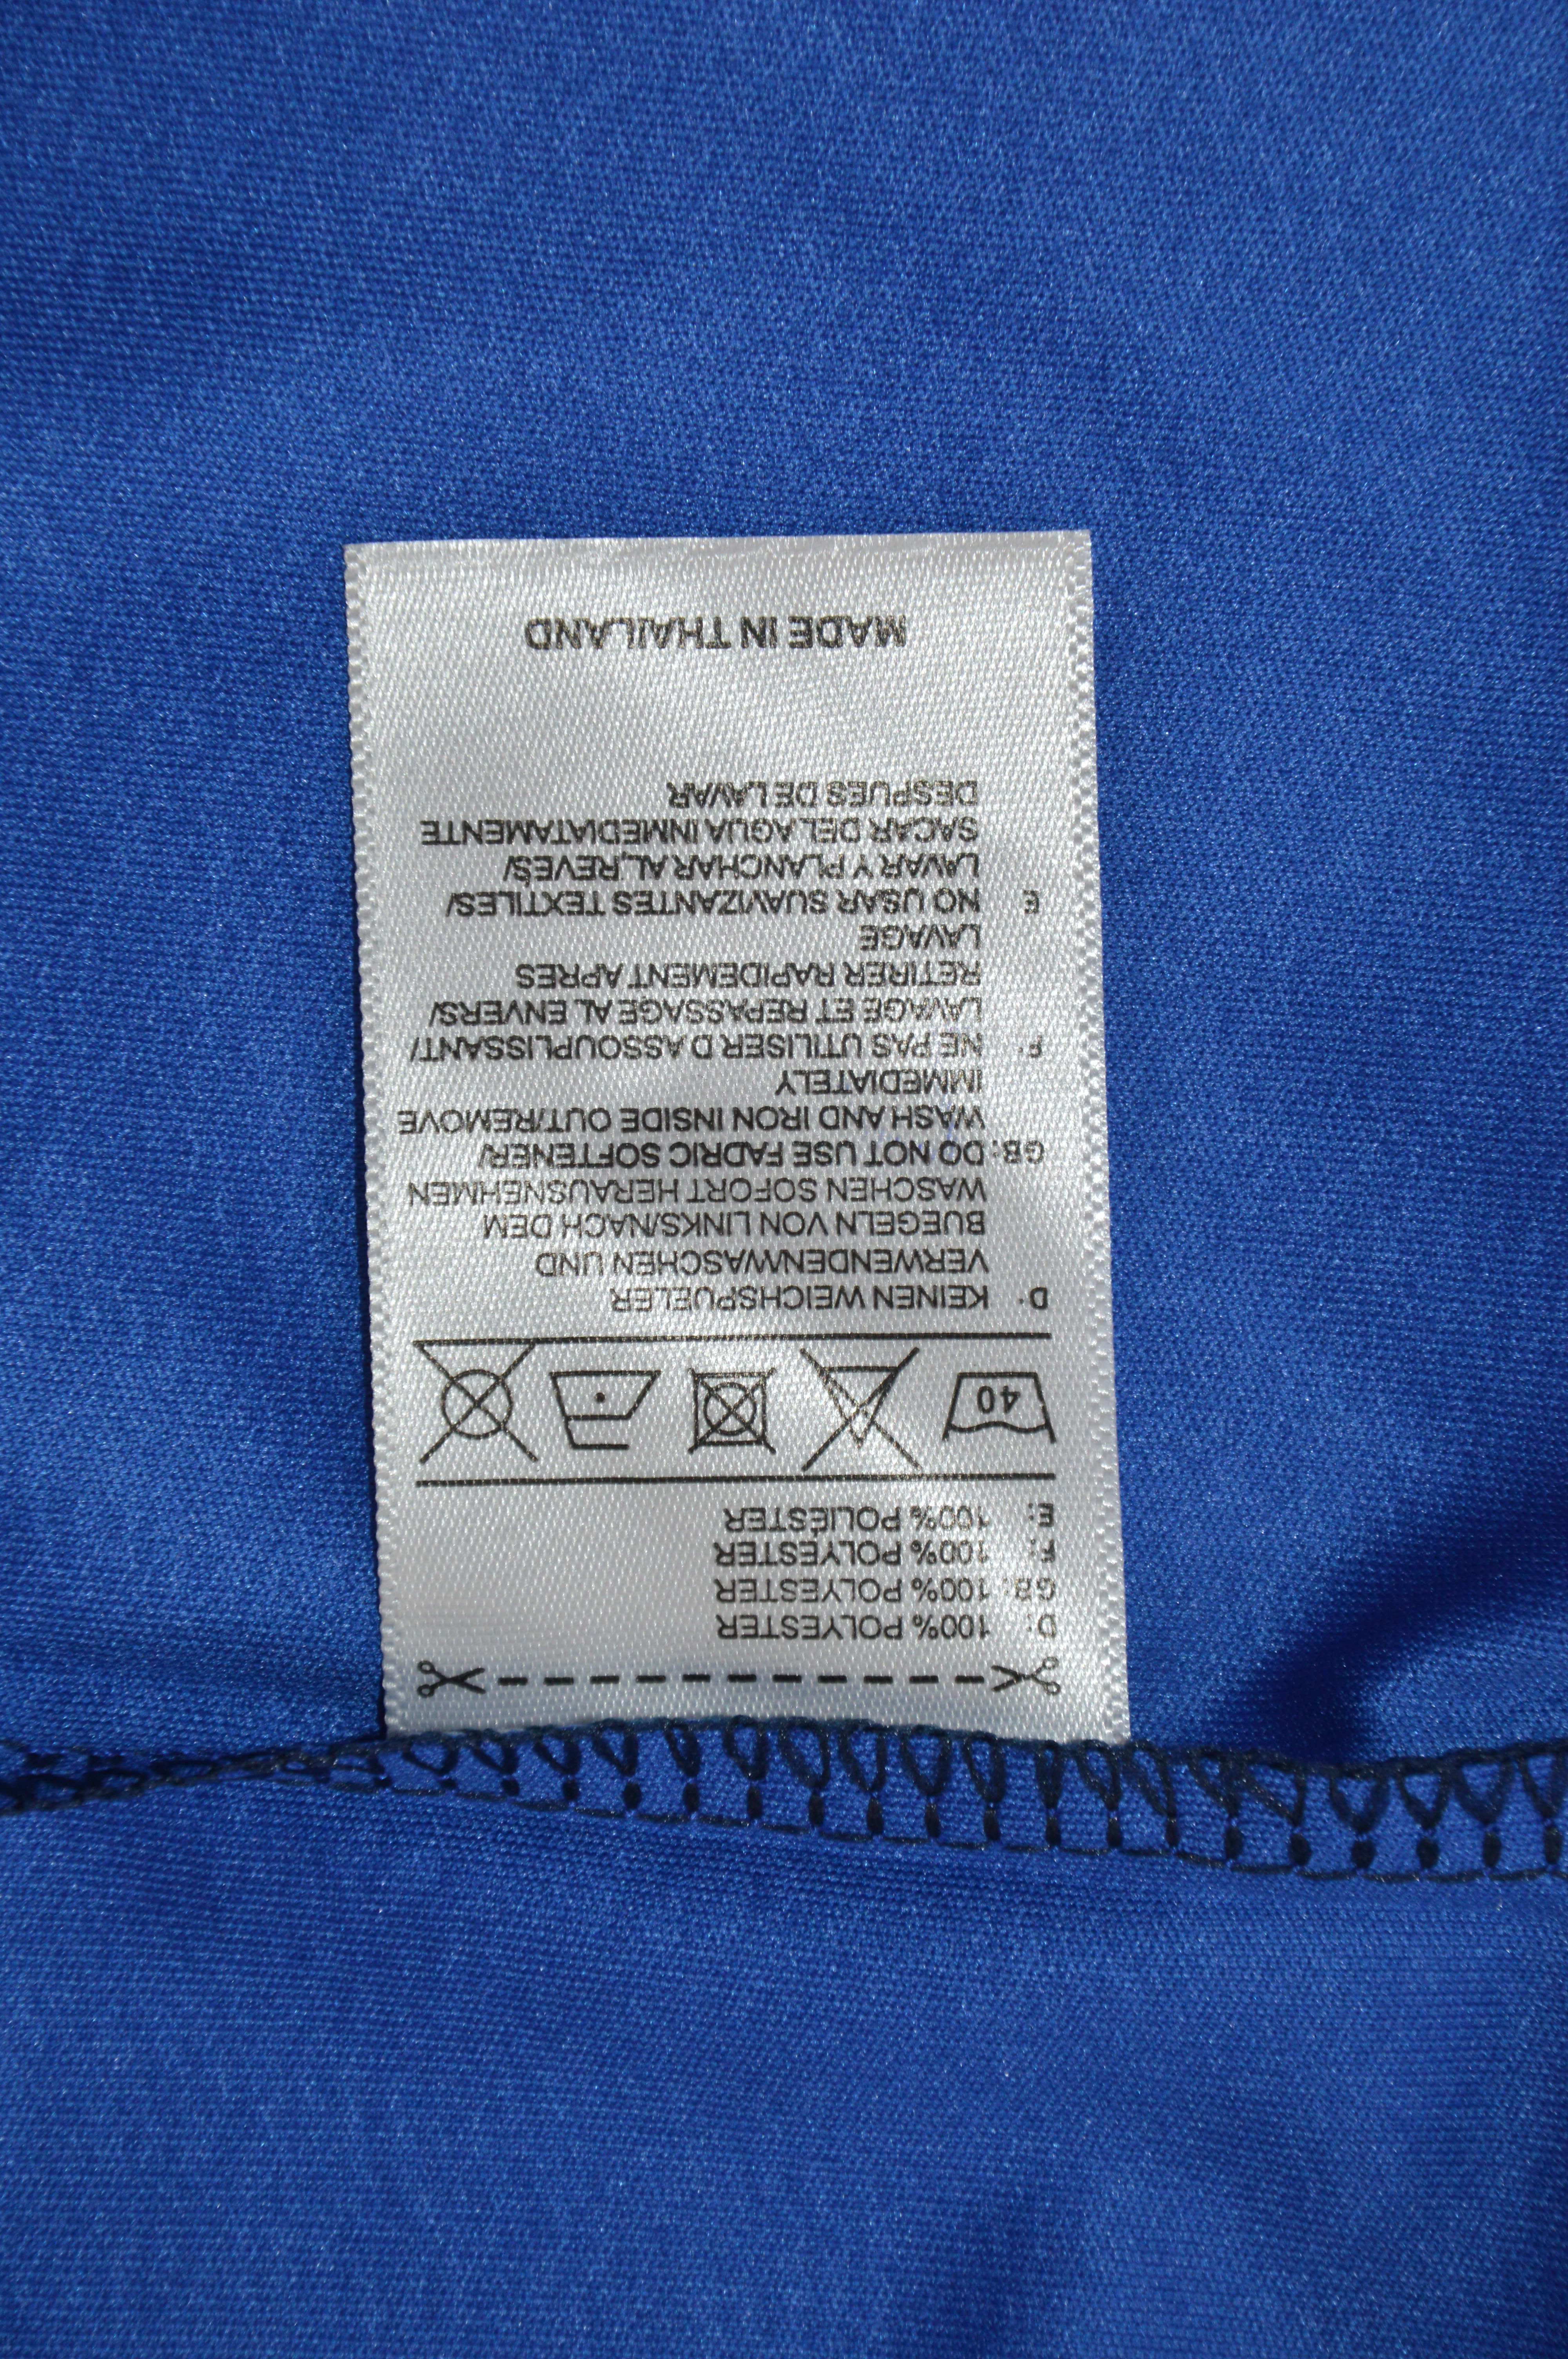 D: 100% POLYESTER
GB: 100% POLYESTER
F: 100% POLYESTER
E: 100% POLIÉSTER
40
D: KEINEN WEICHSPUELER
VERWENDEN/WASCHEN UND
BUEGELN VON LINKS/NACH DEM
WASCHEN SOFORT HERAUSNEHMEN
GB: DO NOT USE FADRIC SOFTENER/
WASH AND IRON INSIDE OUT/REMOVE
IMMEDIATELY
F: NE PAS UTILISER D ASSOUPLISSANT/
LAVAGE ET REPASSAGE AL ENVERS/
RETIRER RAPIDEMENT APRES
LAVAGE
E NO USAR SUAVIZANTES TEXTILES/
LAVAR Y PLANCHAR AL,REVES/
SACAR DEL AGUA INMEDIATAMENTE
DESPUES DE LAVAR
MADE IN THAILAND